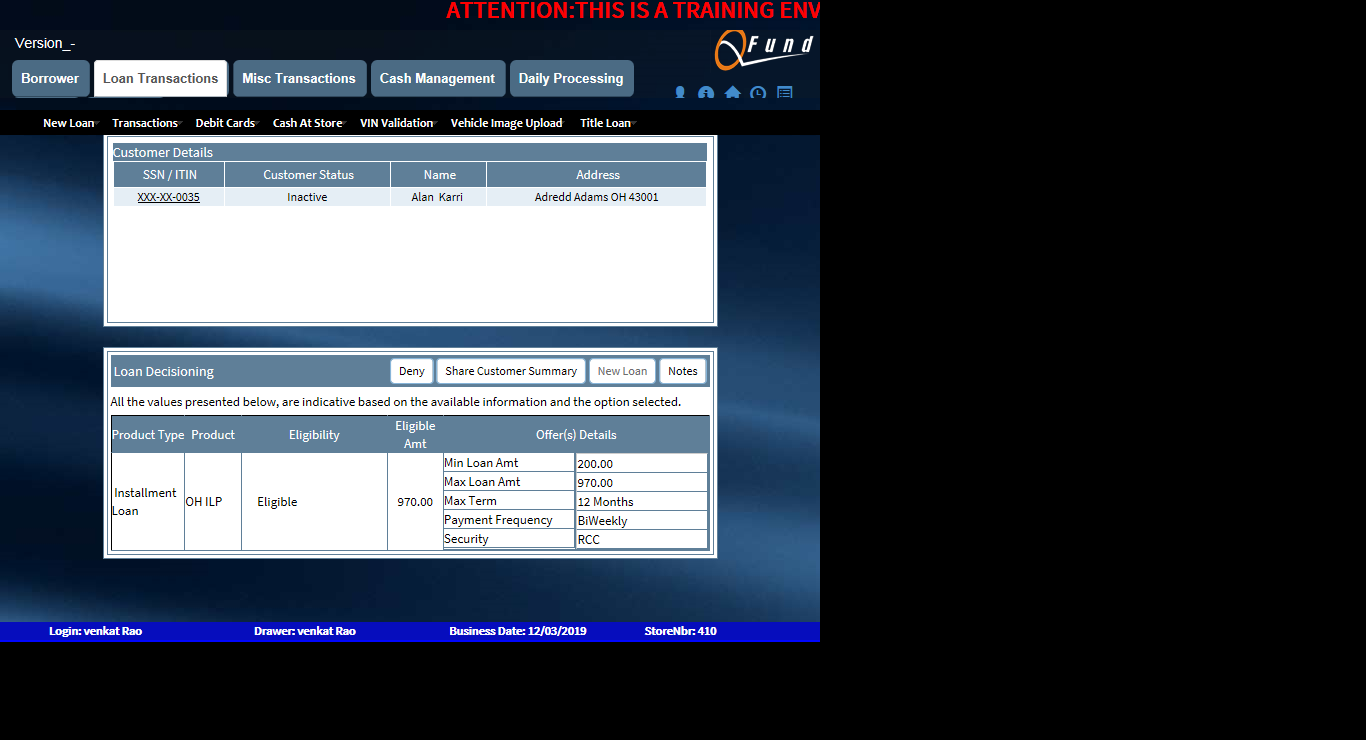 ATTENTION:THIS IS A TRAINING ENV
Version_-
Fund
Borrower Loan Transactions Misc Transactions Cash Management Daily Processing
New Loan Transactions Debit Cards Cash At Store VIN Validation Vehicle Image Upload Title Loan
Customer Details
SSN / ITIN Customer Status Name Address
XXX-XX-0035 Inactive Alan Karri Adredd Adams OH 43001
Loan Decisioning Deny Share Customer Summary New Loan Notes
All the values presented below, are indicative based on the available information and the option selected.
Product Type Product Eligibility Eligible Amt Offer(s) Details
Installment Loan OH ILP Eligible 970.00
Min Loan Amt 200.00
Max Loan Amt 970.00
Max Term 12 Months
Payment Frequency BiWeekly
Security RCC
Login: venkat Rao Drawer: venkat Rao Business Date: 12/03/2019 StoreNbr: 410